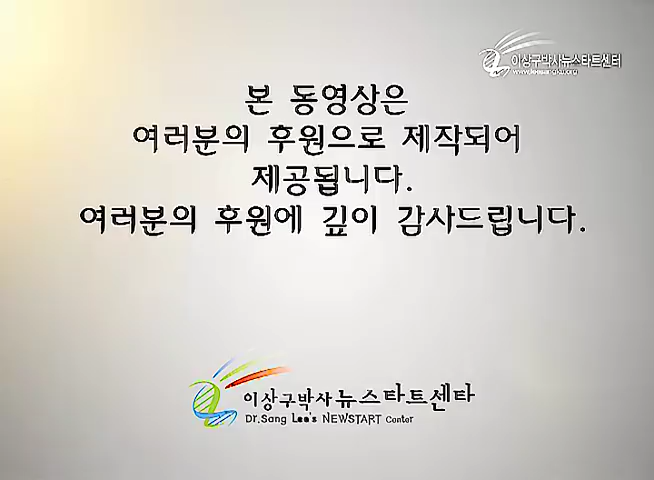 이상구박사뉴스타트센터
www.leesangku.org
본 동영상은
여러분의 후원으로 제작되어
제공됩니다.
여러분의 후원에 깊이 감사드립니다.
이상구박사 뉴스타트센타
Dr.Sang Lee's NEWSTART Center